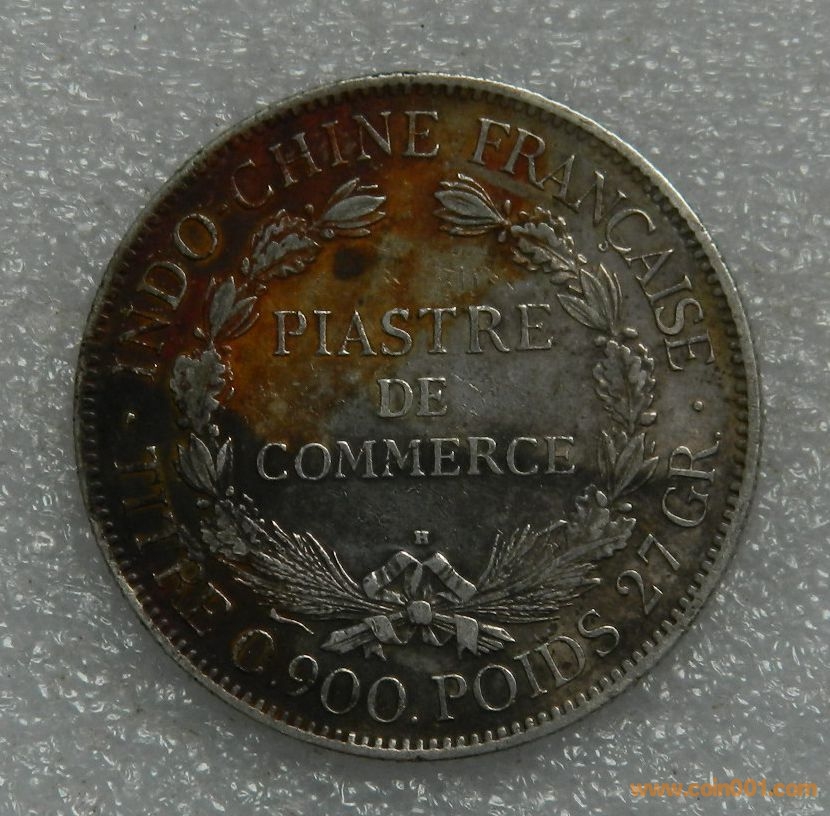 INDO-CHINE FRANÇAISE
PIASTRE
DE
COMMERCE
H
· TITRE 0,900. POIDS 27 GR. ·
www.coin001.com